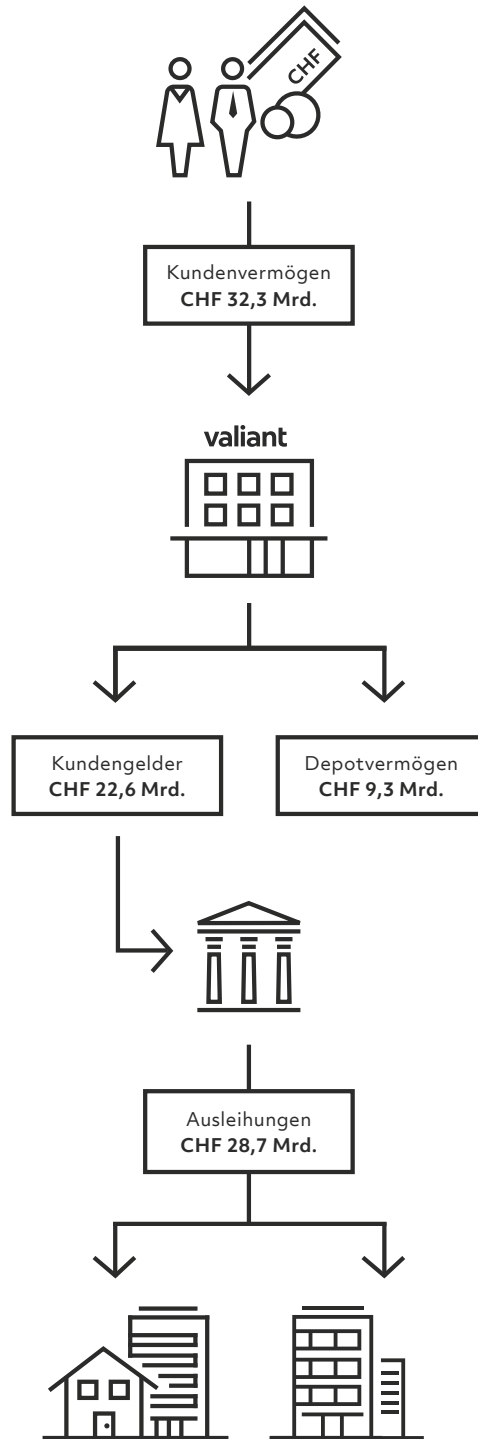 CHF
Kundenvermögen
CHF 32,3 Mrd.
valiant
Kundengelder
CHF 22,6 Mrd.
Depotvermögen
CHF 9,3 Mrd.
Ausleihungen
CHF 28,7 Mrd.